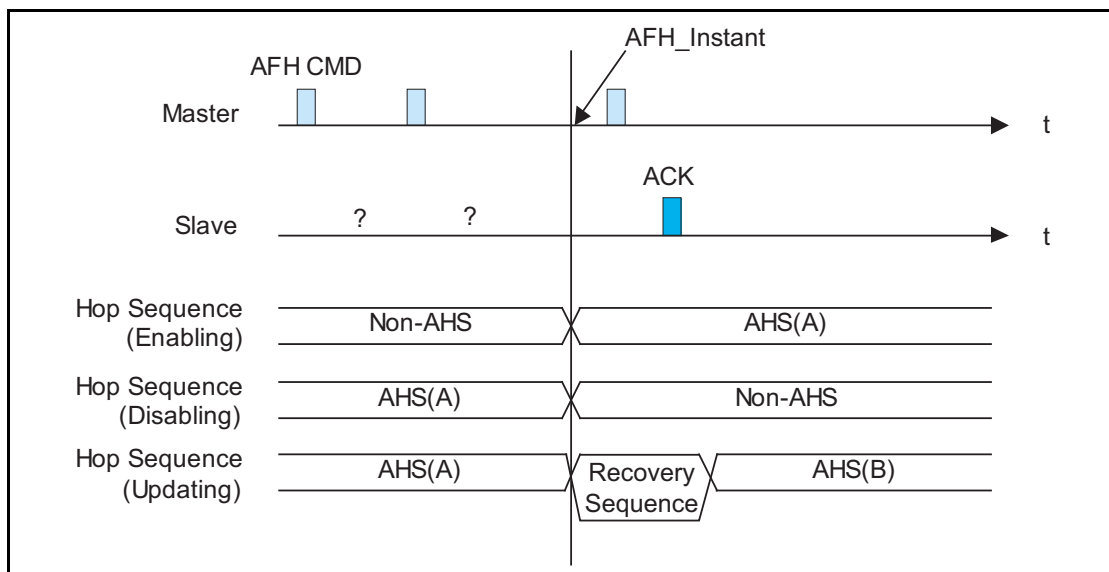 AFH_Instant
AFH CMD
Master
t
ACK
Slave
?
?
t
Hop Sequence
(Enabling)
Non-AHS
AHS(A)
Hop Sequence
(Disabling)
AHS(A)
Non-AHS
Hop Sequence
(Updating)
AHS(A)
Recovery
Sequence
AHS(B)